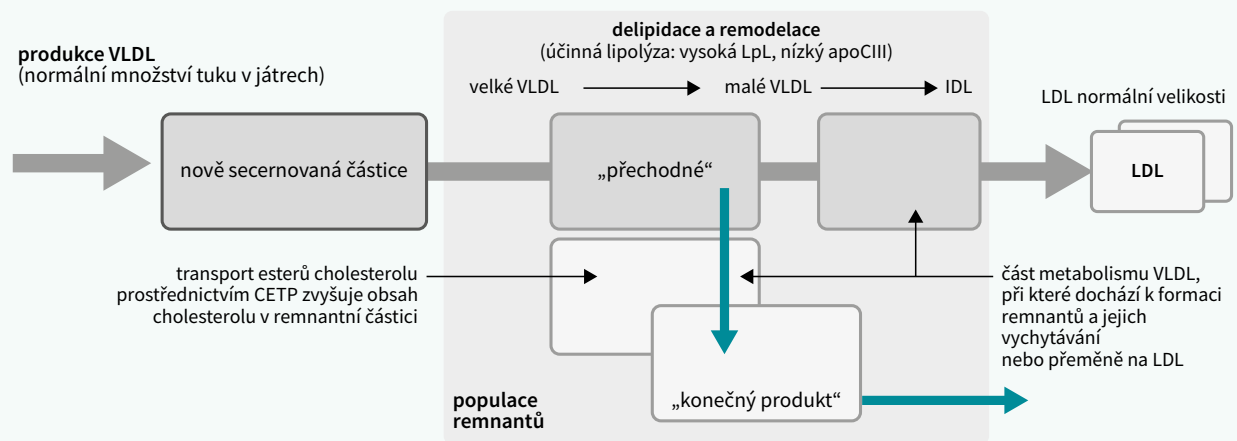 produkce VLDL
(normální množství tuku v játrech)
delipidace a remodelace
(účinná lipolýza: vysoká LpL, nízký apoCIII)
velké VLDL
malé VLDL
IDL
LDL normální velikosti
nově secernovaná částice
„přechodné“
LDL
transport esterů cholesterolu
prostřednictvím CETP zvyšuje obsah
cholesterolu v remnantní částici
část metabolismu VLDL,
při které dochází k formaci
remnantů a jejich
vychytávání
nebo přeměně na LDL
„konečný produkt“
populace
remnantů